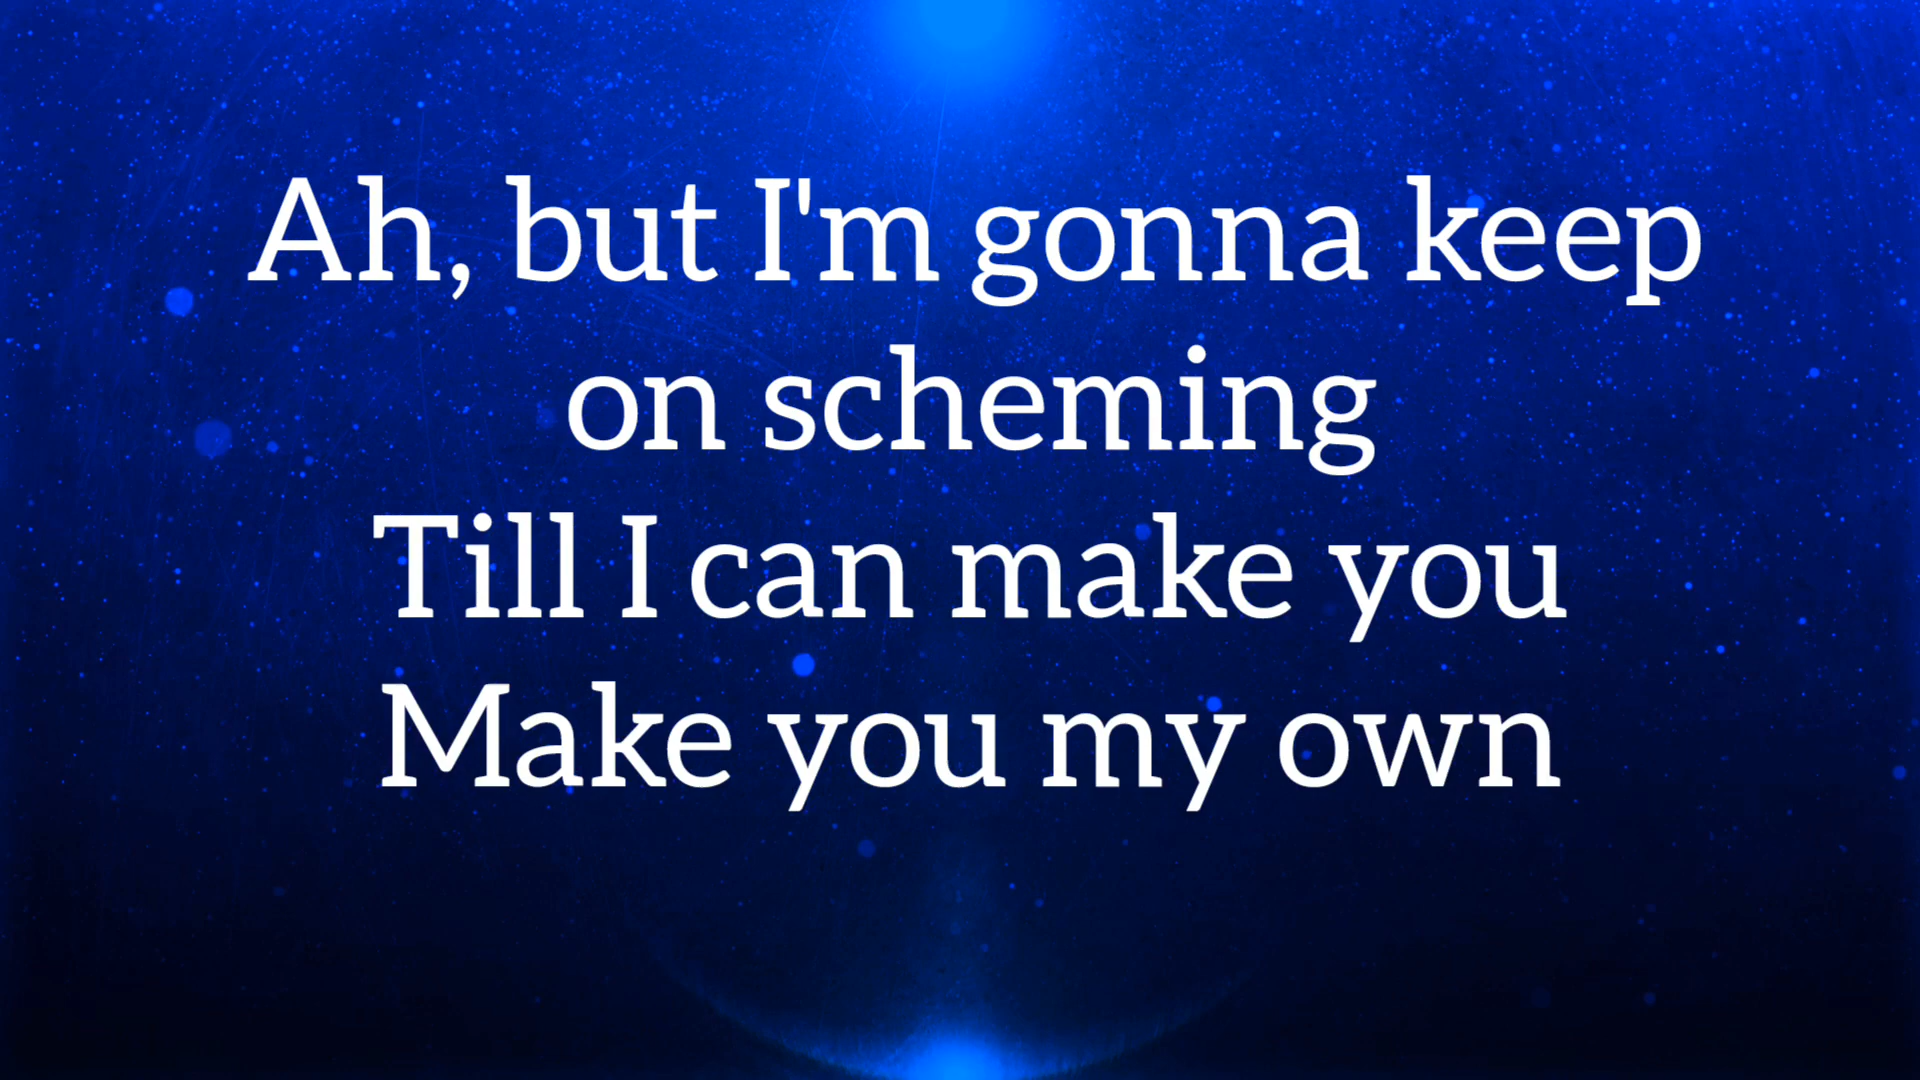 Ah, but I'm gonna keep
on scheming
Till I can make you
Make you my own